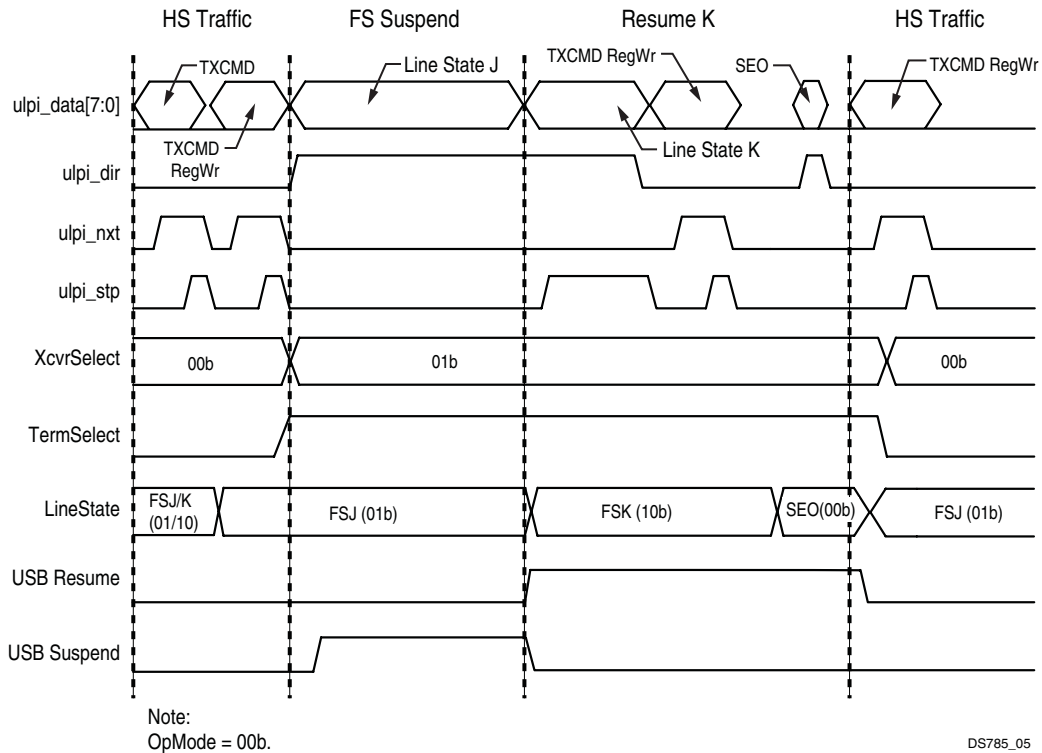 HS Traffic FS Suspend Resume K HS Traffic
TXCMD Line State J TXCMD RegWr SEO TXCMD RegWr
ulpi_data[7:0]
TXCMD RegWr Line State K
ulpi_dir
ulpi_nxt
ulpi_stp
XcvrSelect 00b 01b 00b
TermSelect
LineState FSJ/K (01/10) FSJ (01b) FSK (10b) SEO(00b) FSJ (01b)
USB Resume
USB Suspend
Note:
OpMode = 00b.
DS785_05